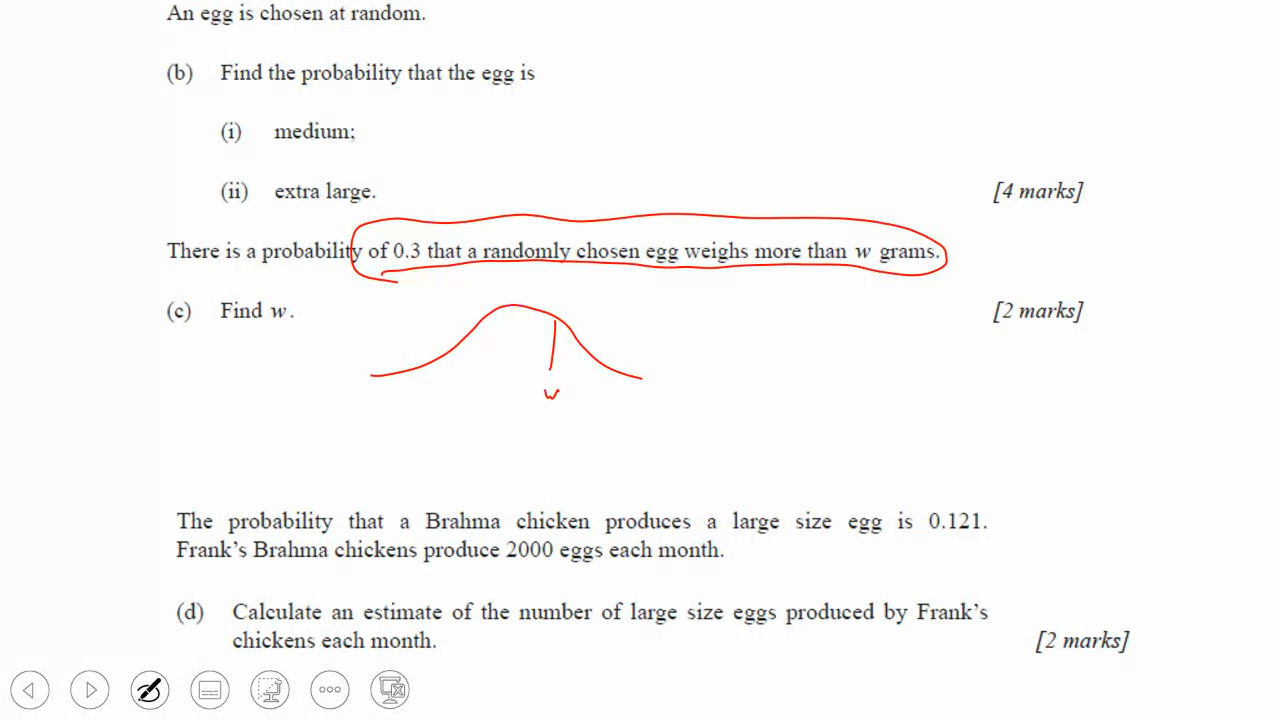 An egg is chosen at random.
(b) Find the probability that the egg is
(i) medium;
(ii) extra large. [4 marks]
There is a probability of 0.3 that a randomly chosen egg weighs more than w grams.
(c) Find w. [2 marks]
w
The probability that a Brahma chicken produces a large size egg is 0.121.
Frank's Brahma chickens produce 2000 eggs each month.
(d) Calculate an estimate of the number of large size eggs produced by Frank's
chickens each month. [2 marks]